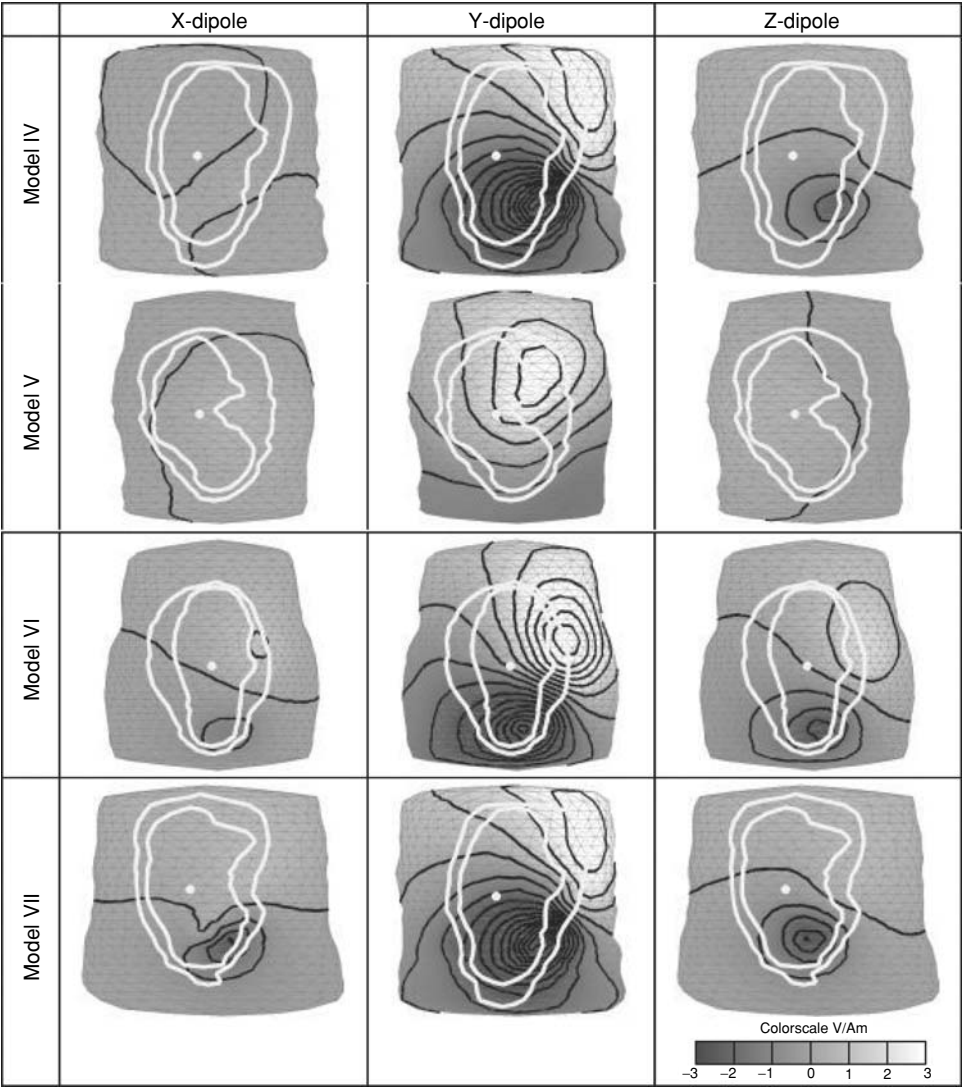 X-dipole
Y-dipole
Z-dipole
Model IV
Model V
Model VI
Model VII
Colorscale V/Am
−3 −2 −1 0 1 2 3